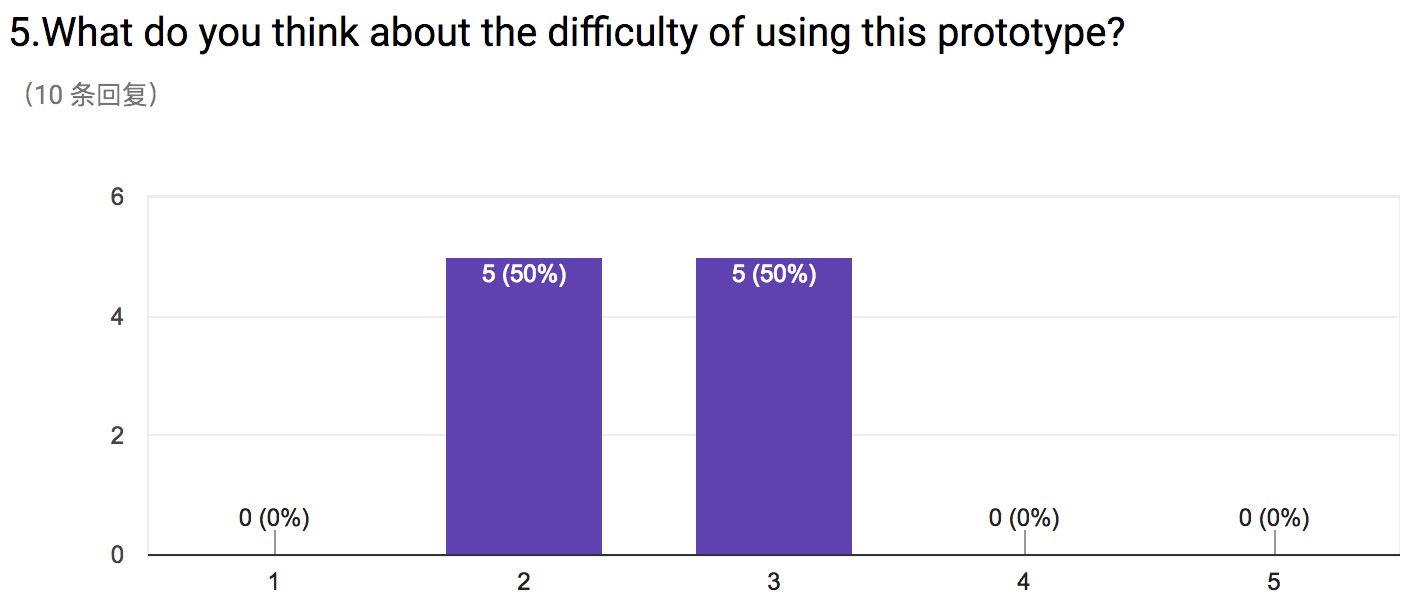 5.What do you think about the difficulty of using this prototype?
（10 条回复）
6
5 (50%) 5 (50%)
4
2
0 (0%) 0 (0%) 0 (0%)
0
1 2 3 4 5